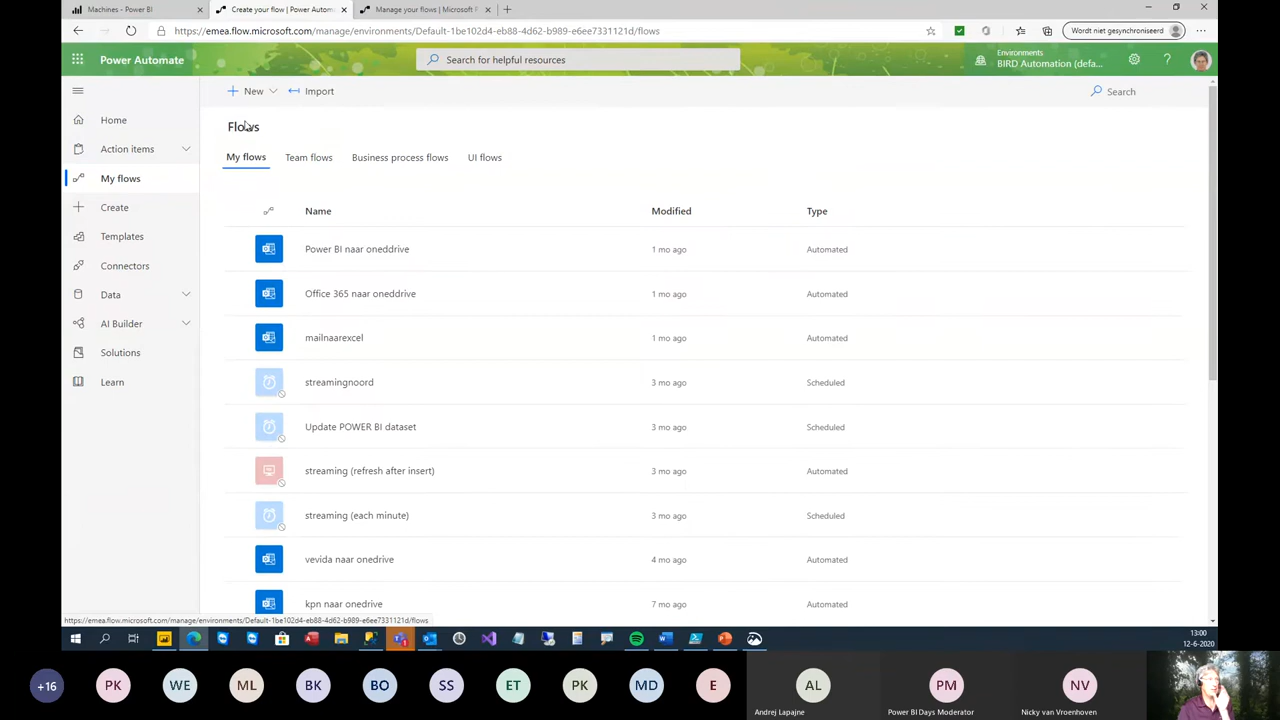 Machines - Power BI
Create your flow | Power Autom
Manage your flows | Microsoft P
https://emea.flow.microsoft.com/manage/environments/Default-1be102d4-eb88-4d62-b989-e6ee7331121d/flows
Wordt niet gesynchroniseerd
Power Automate
Search for helpful resources
Environments
BIRD Automation (defa...
New
Import
Search
Home
Action items
My flows
Create
Templates
Connectors
Data
AI Builder
Solutions
Learn
Flows
My flows
Team flows
Business process flows
UI flows
Name Modified Type
Power BI naar oneddrive 1 mo ago Automated
Office 365 naar oneddrive 1 mo ago Automated
mailnaarexcel 1 mo ago Automated
streamingnoord 3 mo ago Scheduled
Update POWER BI dataset 3 mo ago Scheduled
streaming (refresh after insert) 3 mo ago Automated
streaming (each minute) 3 mo ago Scheduled
vevida naar onedrive 4 mo ago Automated
kpn naar onedrive 7 mo ago Automated
https://emea.flow.microsoft.com/manage/environments/Default-1be102d4-eb88-4d62-b989-e6ee7331121d/flows
13:00
12-6-2020
+16 PK WE ML BK BO SS ET PK MD E AL PM NV
Andrej Lapajne
Power BI Days Moderator
Nicky van Vroenhoven